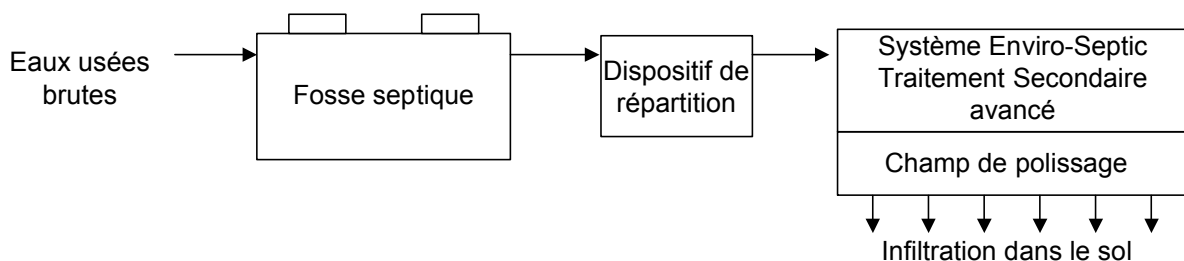 Eaux usées
brutes
Fosse septique
Dispositif de
répartition
Système Enviro-Septic
Traitement Secondaire
avancé
Champ de polissage
Infiltration dans le sol